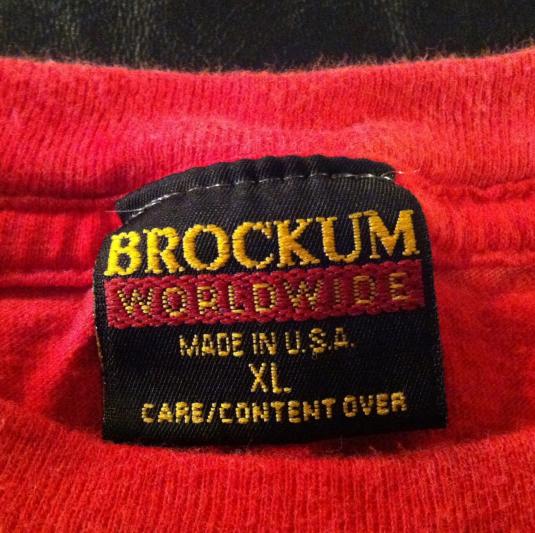 BROCKUM
WORLDWIDE
MADE IN U.S.A.
XL
CARE/CONTENT OVER